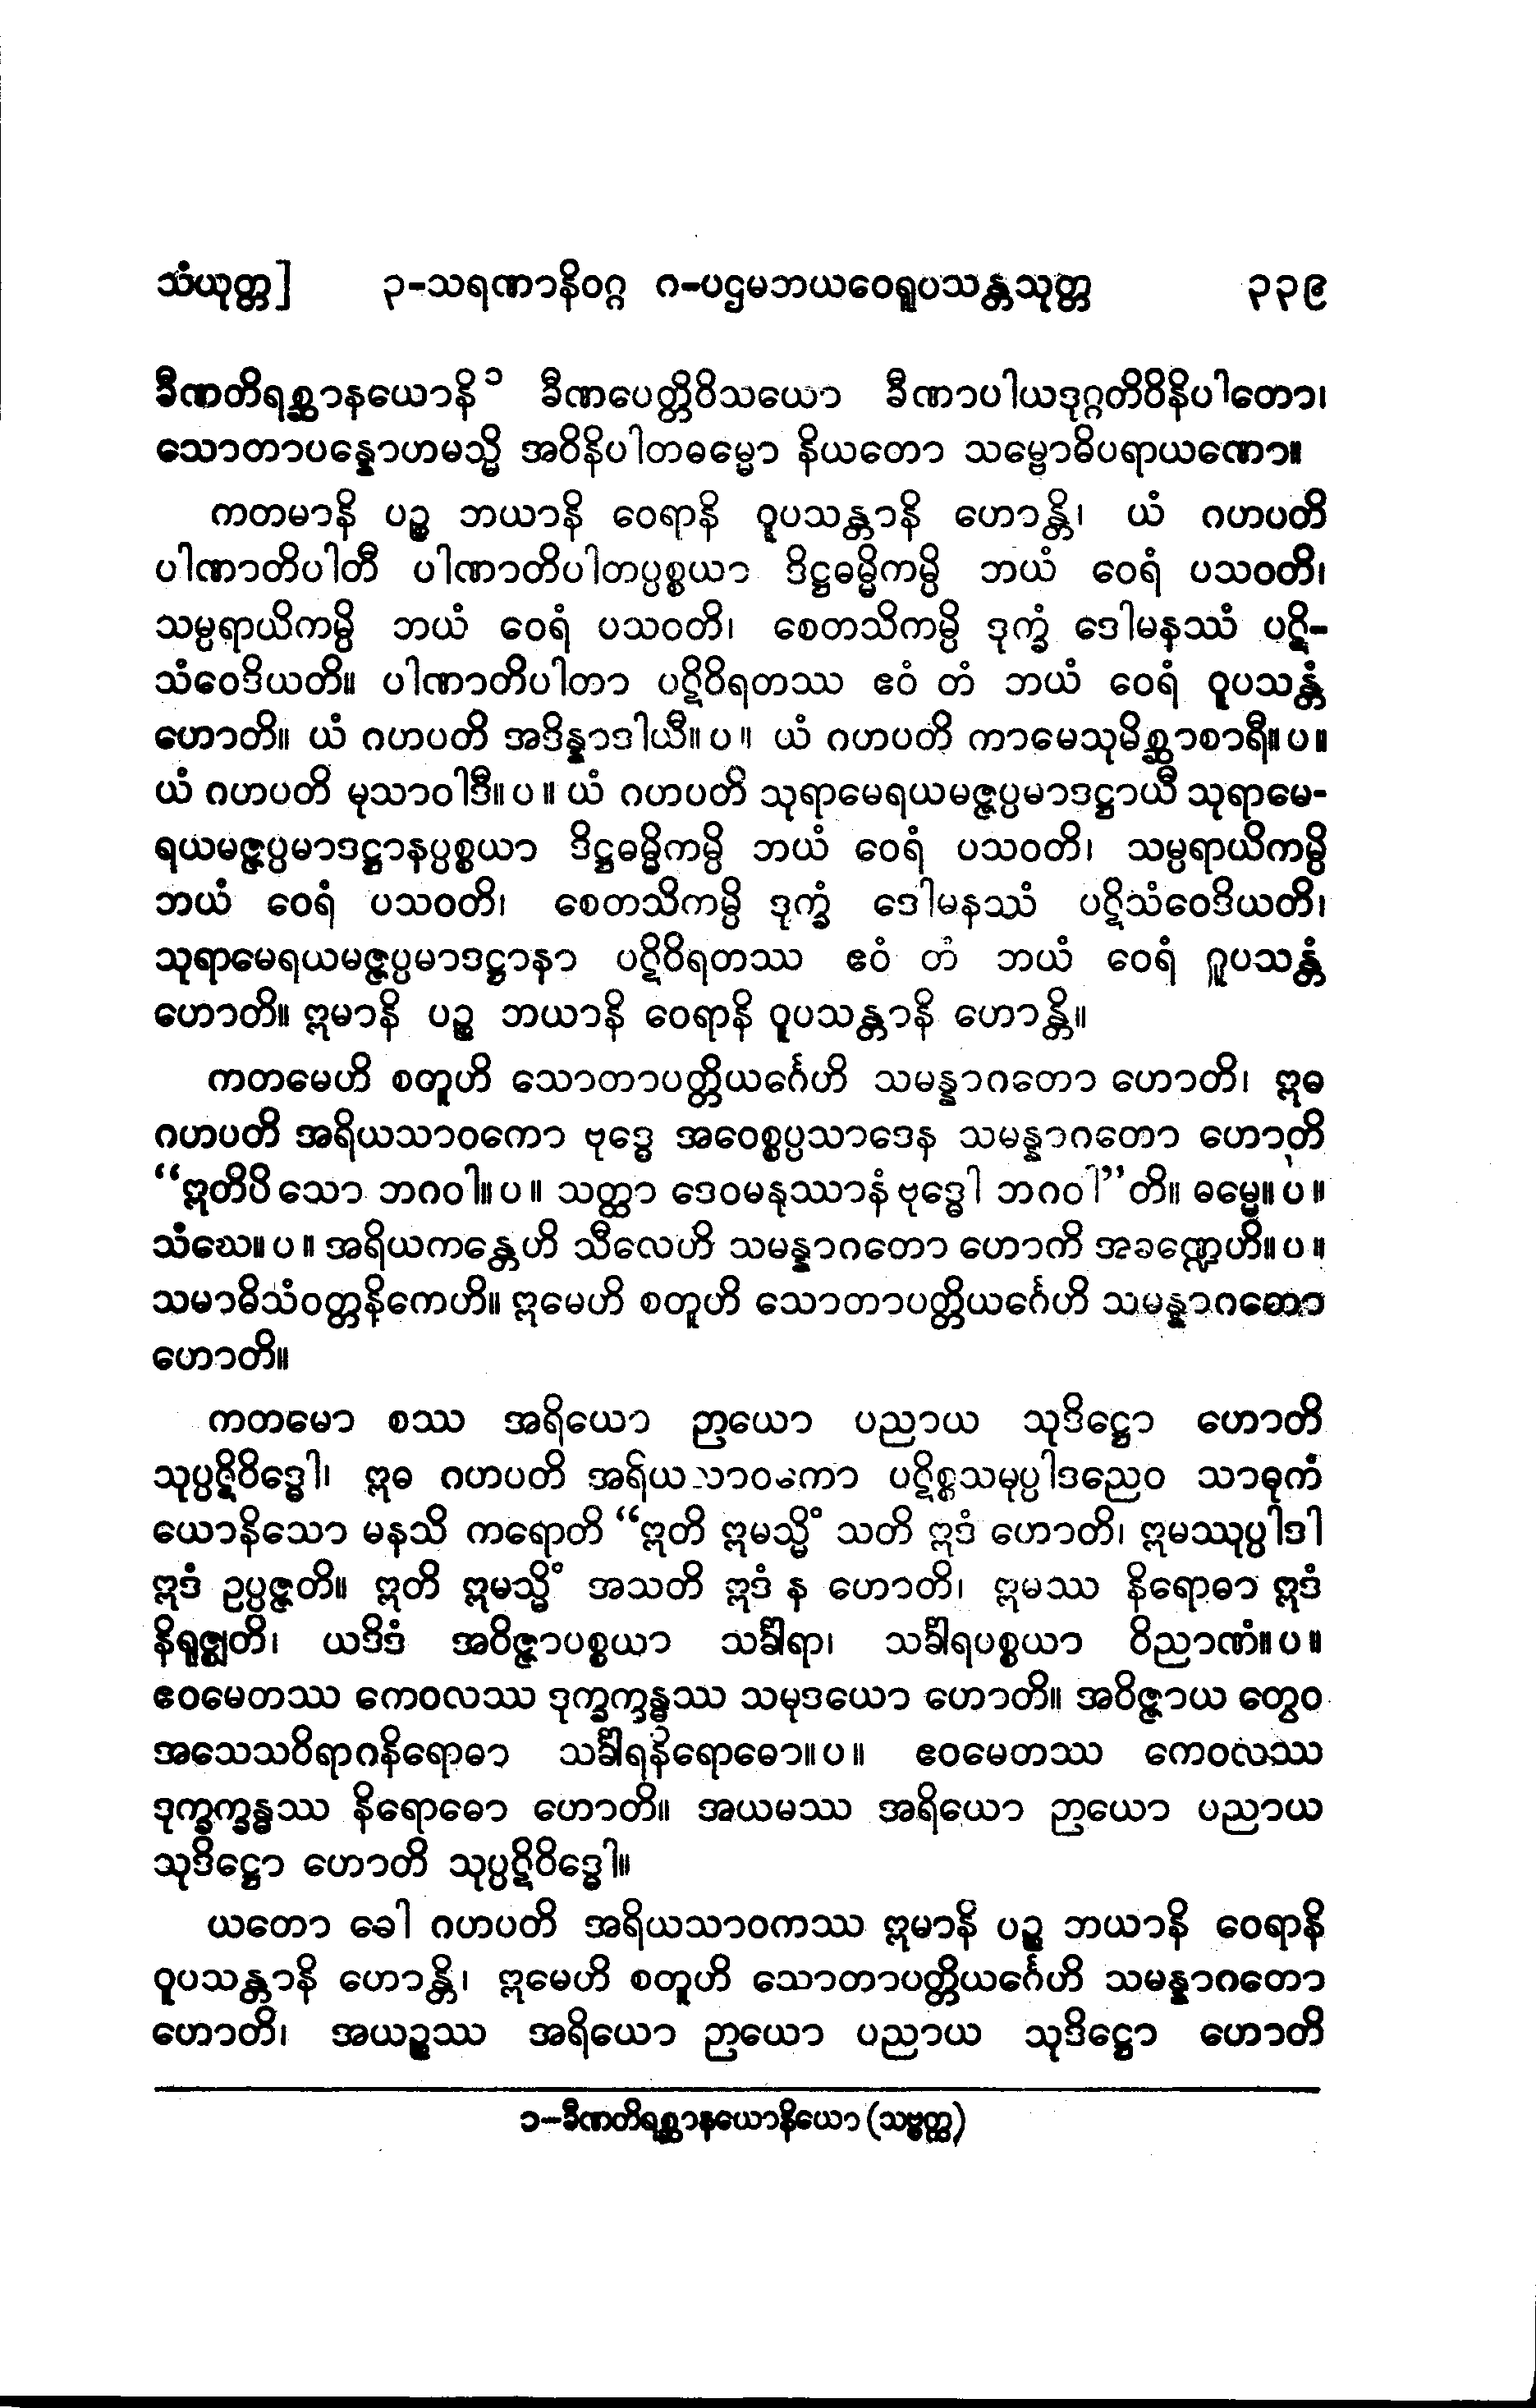 သံယုတ္တ] ၃-သရဏာနိဝဂ္ဂ ဂ-ပဌမဘယဝေရူပသန္တသုတ္တ ၃၃၉
ခီဏတိရစ္ဆာနယောနိ၁ ခီဏပေတ္တိဝိသယော ခီဏာပါယဒုဂ္ဂတိဝိနိပါတော၊
သောတာပန္နောဟမသ္မိ အဝိနိပါတဓမ္မော နိယတော သမ္ဗောဓိပရာယဏော။
ကတမာနိ ပဉ္စ ဘယာနိ ဝေရာနိ ဝူပသန္တာနိ ဟောန္တိ၊ ယံ ဂဟပတိ
ပါဏာတိပါတီ ပါဏာတိပါတပ္ပစ္စယာ ဒိဋ္ဌဓမ္မိကမ္ပိ ဘယံ ဝေရံ ပသဝတိ၊
သမ္ပရာယိကမ္ပိ ဘယံ ဝေရံ ပသဝတိ၊ စေတသိကမ္ပိ ဒုက္ခံ ဒေါမနဿံ ပဋိ-
သံဝေဒိယတိ။ ပါဏာတိပါတာ ပဋိဝိရတဿ ဧဝံ တံ ဘယံ ဝေရံ ဝူပသန္တံ
ဟောတိ။ ယံ ဂဟပတိ အဒိန္နာဒါယီ။ပ။ ယံ ဂဟပတိ ကာမေသုမိစ္ဆာစာရီ။ပ။
ယံ ဂဟပတိ မုသာဝါဒီ။ပ။ ယံ ဂဟပတိ သုရာမေရယမဇ္ဇပ္ပမာဒဋ္ဌာယီ သုရာမေ-
ရယမဇ္ဇပ္ပမာဒဋ္ဌာနပ္ပစ္စယာ ဒိဋ္ဌဓမ္မိကမ္ပိ ဘယံ ဝေရံ ပသဝတိ၊ သမ္ပရာယိကမ္ပိ
ဘယံ ဝေရံ ပသဝတိ၊ စေတသိကမ္ပိ ဒုက္ခံ ဒေါမနဿံ ပဋိသံဝေဒိယတိ၊
သုရာမေရယမဇ္ဇပ္ပမာဒဋ္ဌာနာ ပဋိဝိရတဿ ဧဝံ တံ ဘယံ ဝေရံ ဂူပသန္တံ
ဟောတိ။ ဣမာနိ ပဉ္စ ဘယာနိ ဝေရာနိ ဝူပသန္တာနိ ဟောန္တိ။
ကတမေဟိ စတူဟိ သောတာပတ္တိယင်္ဂေဟိ သမန္နာဂတော ဟောတိ၊ ဣဓ
ဂဟပတိ အရိယသာဝကော ဗုဒ္ဓေ အဝေစ္စပ္ပသာဒေန သမန္နာဂတော ဟောတိ
“ဣတိပိ သော ဘဂဝါ။ပ။ သတ္ထာ ဒေဝမနုဿာနံ ဗုဒ္ဓေါ ဘဂဝါ”တိ။ ဓမ္မေ။ပ။
သံဃေ။ပ။ အရိယကန္တေဟိ သီလေဟိ သမန္နာဂတော ဟောကိ အခဏ္ဍေဟိ။ပ။
သမာဓိသံဝတ္တနိကေဟိ။ ဣမေဟိ စတူဟိ သောတာပတ္တိယင်္ဂေဟိ သမန္နာဂတော
ဟောတိ။
ကတမော စဿ အရိယော ဉာယော ပညာယ သုဒိဋ္ဌော ဟောတိ
သုပ္ပဋိဝိဒ္ဓေါ၊ ဣဓ ဂဟပတိ အရိယသာဝကော ပဋိစ္စသမုပ္ပါဒညေဝ သာဓုကံ
ယောနိသော မနသိ ကရောတိ “ဣတိ ဣမသ္မိံ သတိ ဣဒံ ဟောတိ၊ ဣမဿုပ္ပါဒါ
ဣဒံ ဥပ္ပဇ္ဇတိ။ ဣတိ ဣမသ္မိံ အသတိ ဣဒံ န ဟောတိ၊ ဣမဿ နိရောဓာ ဣဒံ
နိရုဇ္ဈတိ၊ ယဒိဒံ အဝိဇ္ဇာပစ္စယာ သင်္ခါရာ၊ သင်္ခါရပစ္စယာ ဝိညာဏံ။ပ။
ဧဝမေတဿ ကေဝလဿ ဒုက္ခက္ခန္ဓဿ သမုဒယော ဟောတိ။ အဝိဇ္ဇာယ တွေဝ
အသေသဝိရာဂနိရောဓာ သင်္ခါရနိရောဓော။ပ။ ဧဝမေတဿ ကေဝလဿ
ဒုက္ခက္ခန္ဓဿ နိရောဓော ဟောတိ။ အယမဿ အရိယော ဉာယော ပညာယ
သုဒိဋ္ဌော ဟောတိ သုပ္ပဋိဝိဒ္ဓေါ။
ယတော ခေါ ဂဟပတိ အရိယသာဝကဿ ဣမာနိ ပဉ္စ ဘယာနိ ဝေရာနိ
ဝူပသန္တာနိ ဟောန္တိ၊ ဣမေဟိ စတူဟိ သောတာပတ္တိယင်္ဂေဟိ သမန္နာဂတော
ဟောတိ၊ အယဉ္စဿ အရိယော ဉာယော ပညာယ သုဒိဋ္ဌော ဟောတိ
၁-ခီဏတိရစ္ဆာနယောနိယော (သဗ္ဗတ္ထ)